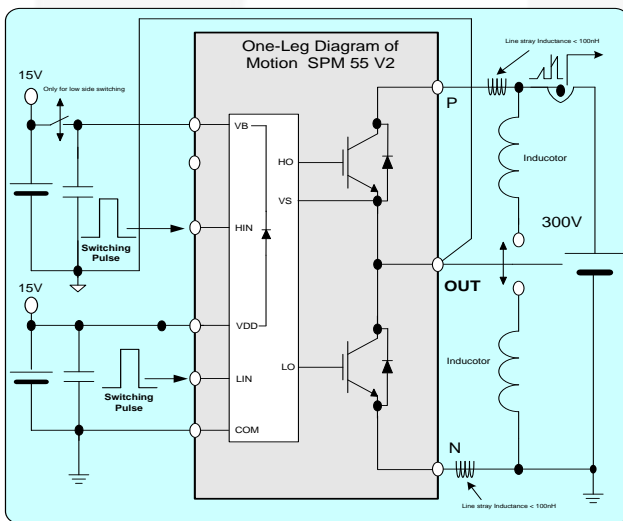 One-Leg Diagram of
Motion SPM 55 V2
Line stray Inductance < 100nH
15V
Only for low side switching
P
VB
HO
VS
Inducotor
HIN
Switching
Pulse
300V
OUT
15V
VDD
LIN
LO
Inducotor
Switching
Pulse
COM
N
Line stray Inductance < 100nH